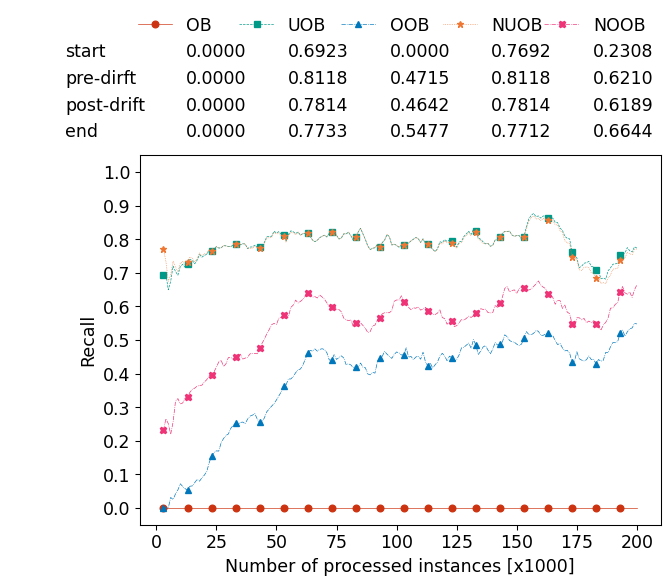 OB UOB OOB NUOB NOOB
start 0.0000 0.6923 0.0000 0.7692 0.2308
pre-dirft 0.0000 0.8118 0.4715 0.8118 0.6210
post-drift 0.0000 0.7814 0.4642 0.7814 0.6189
end 0.0000 0.7733 0.5477 0.7712 0.6644
1.0
0.9
0.8
0.7
0.6
0.5
0.4
0.3
0.2
0.1
0.0
Recall
0 25 50 75 100 125 150 175 200
Number of processed instances [x1000]